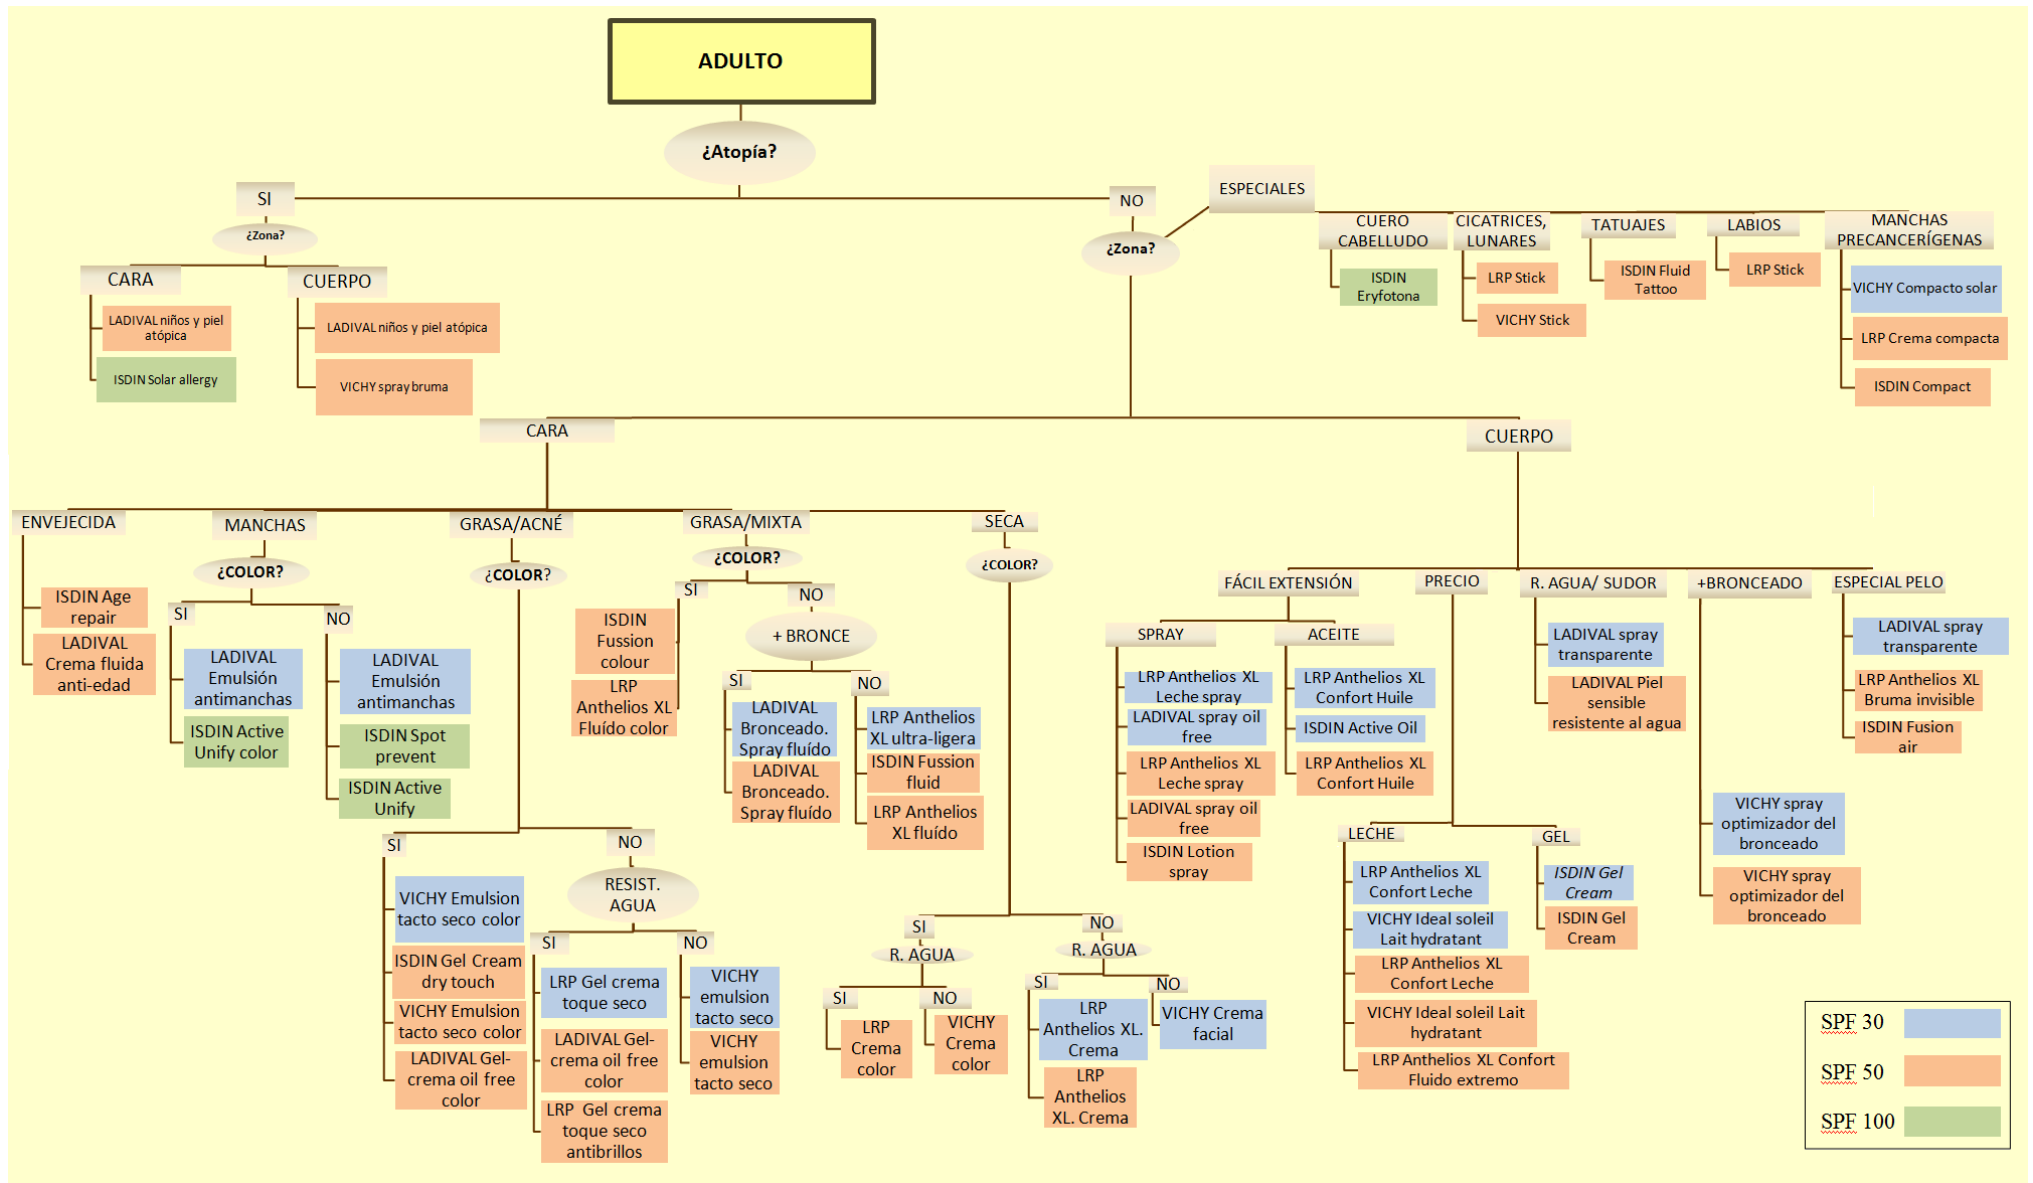 ADULTO
¿Atopía?
SI
NO
ESPECIALES
¿Zona?
¿Zona?
CARA
CUERPO
LADIVAL niños y piel
atópica
ISDIN Solar allergy
LADIVAL niños y piel atópica
VICHY spray bruma
CUERO
CABELLUDO
ISDIN
Eryfotona
CICATRICES,
LUNARES
LRP Stick
VICHY Stick
TATUAJES
ISDIN Fluid
Tattoo
LABIOS
LRP Stick
MANCHAS
PRECANCERÍGENAS
VICHY Compacto solar
LRP Crema compacta
ISDIN Compact
CARA
CUERPO
ENVEJECIDA
ISDIN Age
repair
LADIVAL
Crema fluida
anti-edad
MANCHAS
¿COLOR?
SI
NO
LADIVAL
Emulsión
antimanchas
ISDIN Active
Unify color
LADIVAL
Emulsión
antimanchas
ISDIN Spot
prevent
ISDIN Active
Unify
GRASA/ACNÉ
¿COLOR?
SI
NO
VICHY Emulsion
tacto seco color
ISDIN Gel Cream
dry touch
VICHY Emulsion
tacto seco color
LADIVAL Gel-
crema oil free
color
RESIST.
AGUA
SI
NO
LRP Gel crema
toque seco
LADIVAL Gel-
crema oil free
color
LRP Gel crema
toque seco
antibrillos
VICHY
emulsion
tacto seco
VICHY
emulsion
tacto seco
GRASA/MIXTA
¿COLOR?
SI
NO
ISDIN
Fussion
colour
LRP
Anthelios XL
Fluído color
+ BRONCE
SI
NO
LADIVAL
Bronceado.
Spray fluído
LADIVAL
Bronceado.
Spray fluído
LRP Anthelios
XL ultra-ligera
ISDIN Fussion
fluid
LRP Anthelios
XL fluído
SECA
¿COLOR?
SI
NO
R. AGUA
R. AGUA
SI
NO
LRP
Crema
color
VICHY
Crema
color
SI
NO
LRP
Anthelios XL.
Crema
LRP
Anthelios
XL. Crema
VICHY Crema
facial
FÁCIL EXTENSIÓN
SPRAY
ACEITE
LRP Anthelios XL
Leche spray
LADIVAL spray oil
free
LRP Anthelios XL
Leche spray
LADIVAL spray oil
free
ISDIN Lotion
spray
LRP Anthelios XL
Confort Huile
ISDIN Active Oil
LRP Anthelios XL
Confort Huile
PRECIO
LECHE
GEL
LRP Anthelios XL
Confort Leche
VICHY Ideal soleil
Lait hydratant
LRP Anthelios XL
Confort Leche
VICHY Ideal soleil Lait
hydratant
LRP Anthelios XL Confort
Fluido extremo
ISDIN Gel
Cream
ISDIN Gel
Cream
R. AGUA/ SUDOR
LADIVAL spray
transparente
LADIVAL Piel
sensible
resistente al agua
+BRONCEADO
VICHY spray
optimizador del
bronceado
VICHY spray
optimizador del
bronceado
ESPECIAL PELO
LADIVAL spray
transparente
LRP Anthelios XL
Bruma invisible
ISDIN Fusion
air
SPF 30
SPF 50
SPF 100